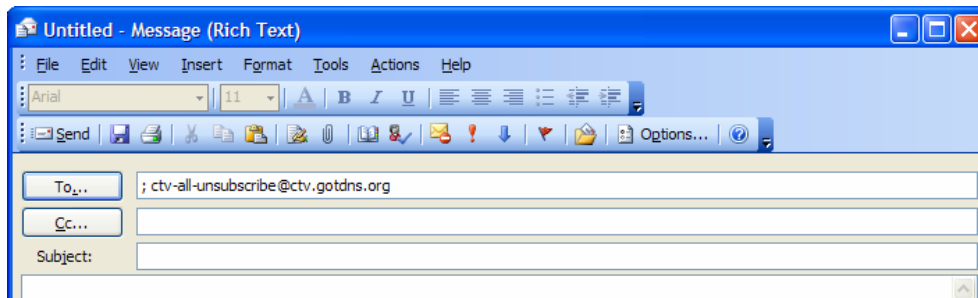 Untitled - Message (Rich Text)
File Edit View Insert Format Tools Actions Help
Arial 11 A B I U
Send Options...
To... ; ctv-all-unsubscribe@ctv.gotdns.org
Cc...
Subject: